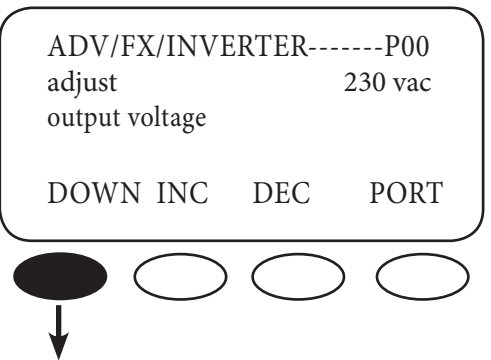 ADV/FX/INVERTER-------P00
adjust 230 vac
output voltage
DOWN INC DEC PORT